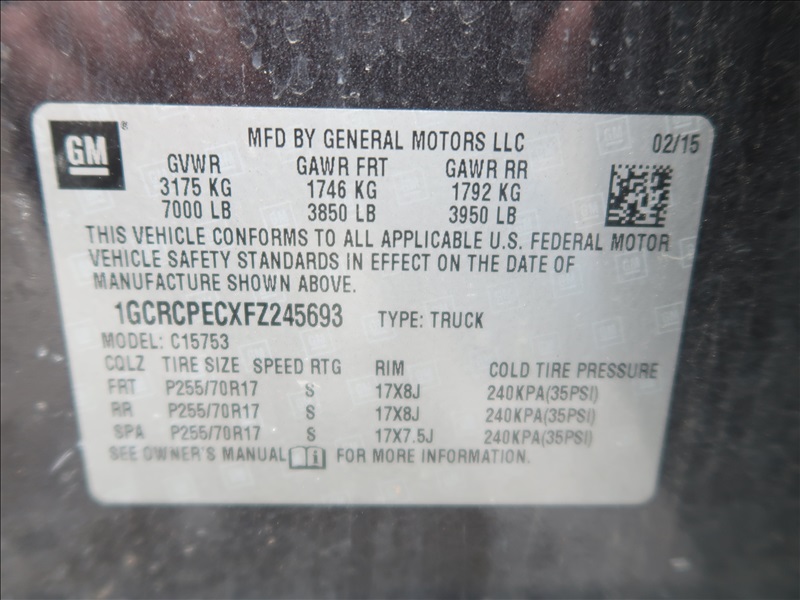 GM
MFD BY GENERAL MOTORS LLC 02/15
GVWR GAWR FRT GAWR RR
3175 KG 1746 KG 1792 KG
7000 LB 3850 LB 3950 LB
THIS VEHICLE CONFORMS TO ALL APPLICABLE U.S. FEDERAL MOTOR
VEHICLE SAFETY STANDARDS IN EFFECT ON THE DATE OF
MANUFACTURE SHOWN ABOVE.
1GCRCPECXFZ245693 TYPE: TRUCK
MODEL: C15753
CQLZ TIRE SIZE SPEED RTG RIM COLD TIRE PRESSURE
FRT P255/70R17 S 17X8J 240KPA(35PSI)
RR P255/70R17 S 17X8J 240KPA(35PSI)
SPA P255/70R17 S 17X7.5J 240KPA(35PSI)
SEE OWNER'S MANUAL FOR MORE INFORMATION.